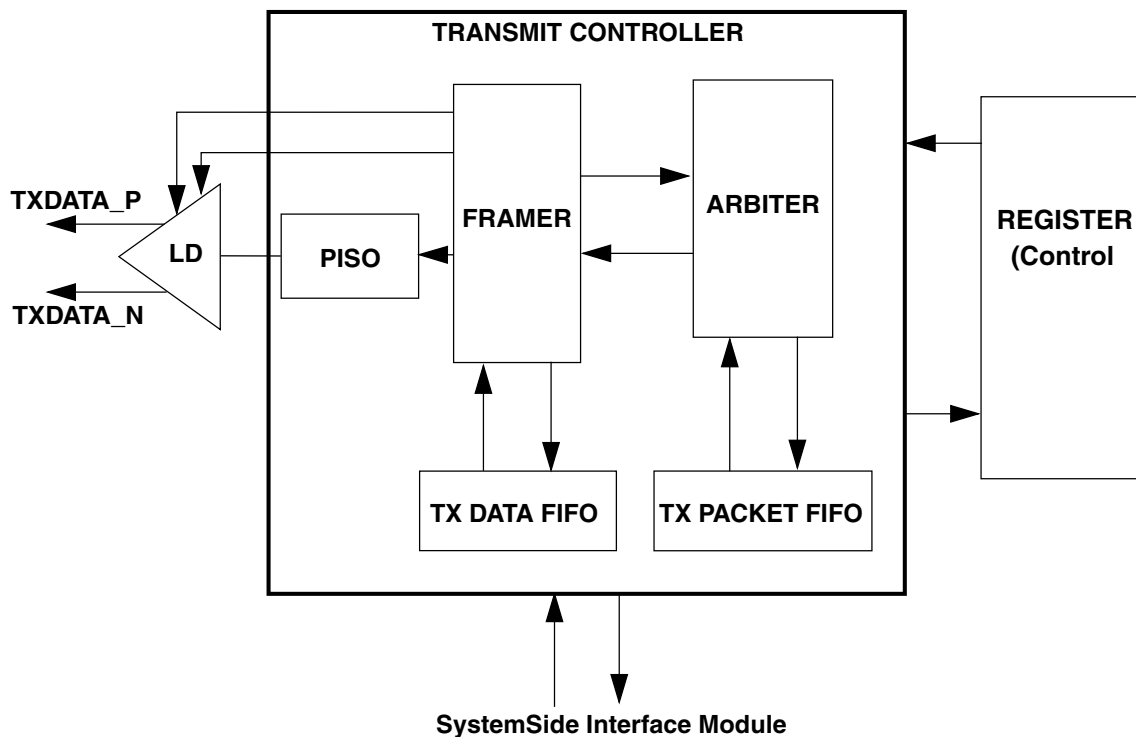 TRANSMIT CONTROLLER
TXDATA_P
LD
TXDATA_N
PISO
FRAMER
ARBITER
REGISTER
(Control
TX DATA FIFO
TX PACKET FIFO
SystemSide Interface Module